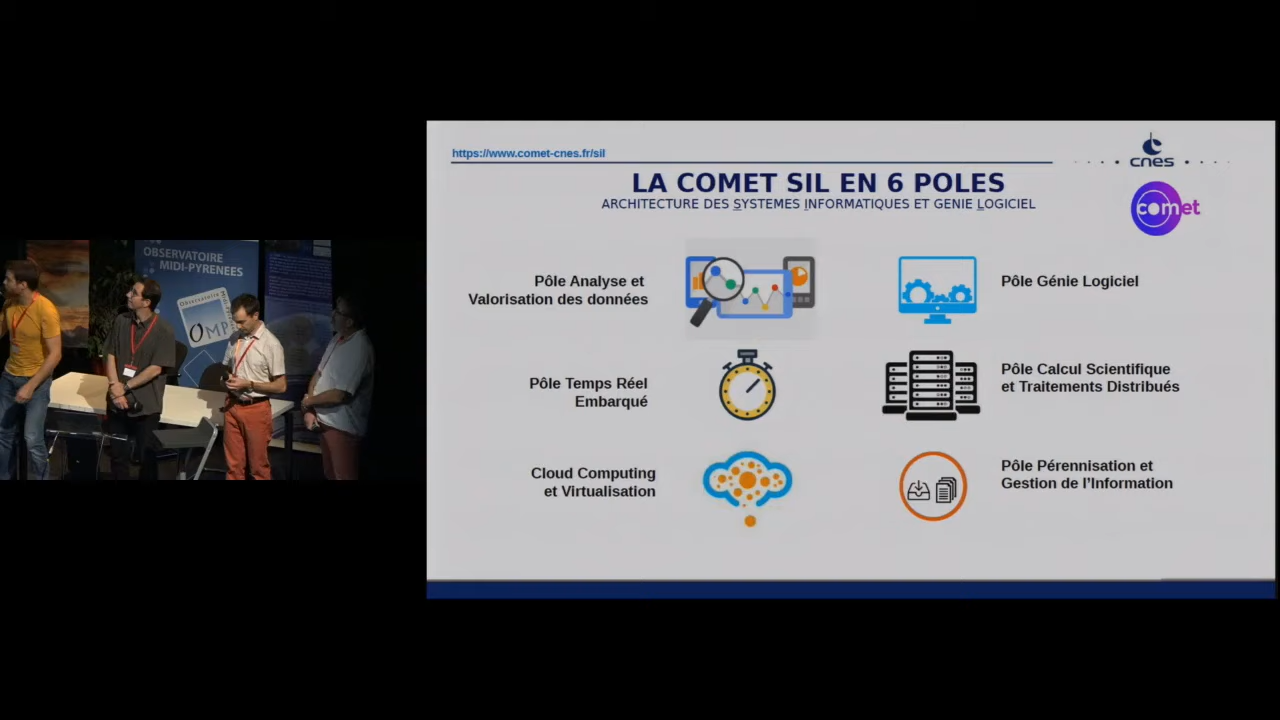 OBSERVATOIRE
MIDI-PYRENEES
OMP
https://www.comet-cnes.fr/sil
cnes
LA COMET SIL EN 6 POLES
ARCHITECTURE DES SYSTEMES INFORMATIQUES ET GENIE LOGICIEL
comet
Pôle Analyse et
Valorisation des données
Pôle Génie Logiciel
Pôle Temps Réel
Embarqué
Pôle Calcul Scientifique
et Traitements Distribués
Cloud Computing
et Virtualisation
Pôle Pérennisation et
Gestion de l'Information